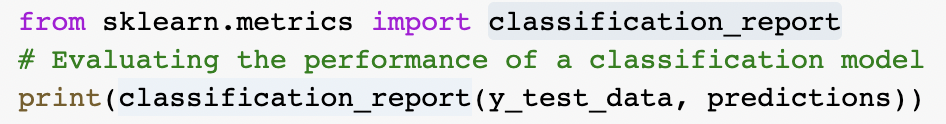 from sklearn.metrics import classification_report
# Evaluating the performance of a classification model
print(classification_report(y_test_data, predictions))